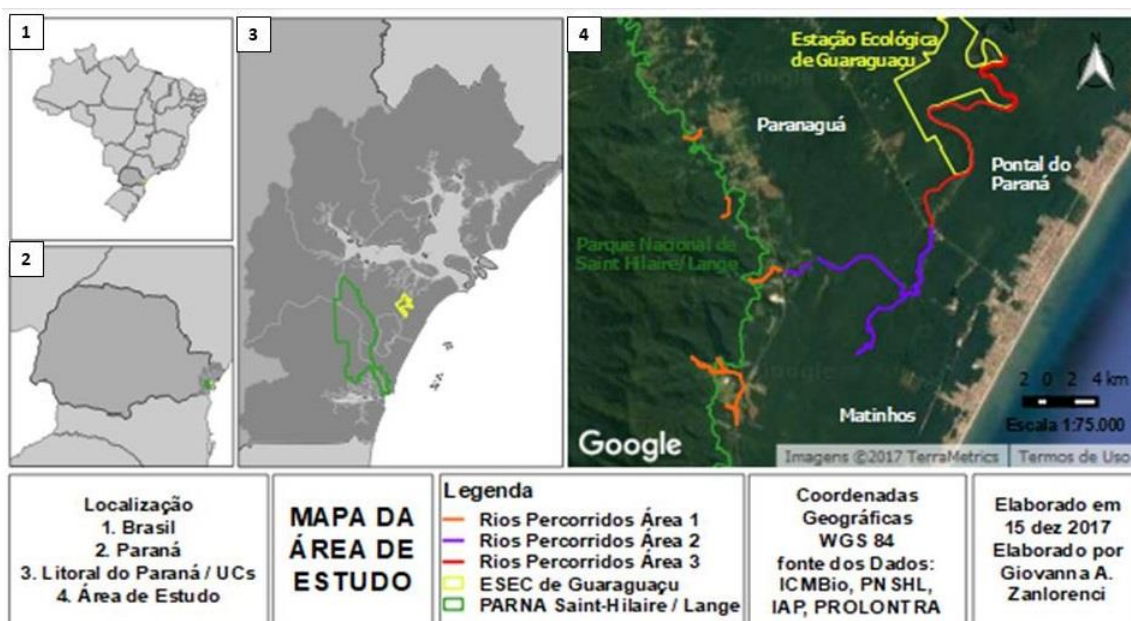 1
2
3
4
Estação Ecológica
de Guaraguaçu
N
Paranaguá
Pontal do
Paraná
Parque Nacional de
Saint Hilaire/ Lange
Matinhos
2 0 2 4 km
Escala 1:75.000
Google
Imagens ©2017 TerraMetrics
Termos de Uso
Localização
1. Brasil
2. Paraná
3. Litoral do Paraná / UCs
4. Área de Estudo
MAPA DA
ÁREA DE
ESTUDO
Legenda
Rios Percorridos Área 1
Rios Percorridos Área 2
Rios Percorridos Área 3
ESEC de Guaraguaçu
PARNA Saint-Hilaire / Lange
Coordenadas
Geográficas
WGS 84
fonte dos Dados:
ICMBio, PNSHL,
IAP, PROLONTRA
Elaborado em
15 dez 2017
Elaborado por
Giovanna A.
Zanlorenci